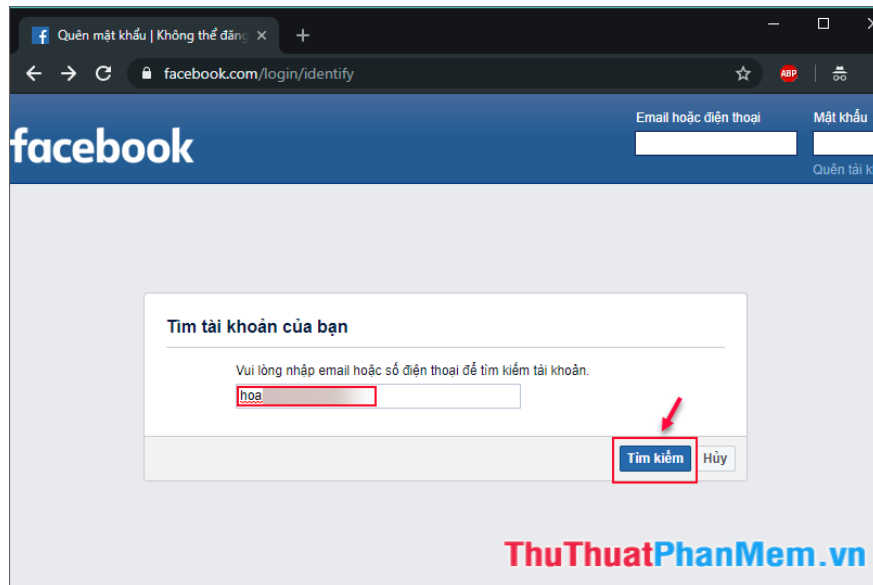 Quên mật khẩu | Không thể đăng
facebook.com/login/identify
ABP
facebook
Email hoặc điện thoại
Mật khẩu
Quên tài k
Tìm tài khoản của bạn
Vui lòng nhập email hoặc số điện thoại để tìm kiếm tài khoản.
hoa
Tìm kiếm
Hủy
ThuThuatPhanMem.vn